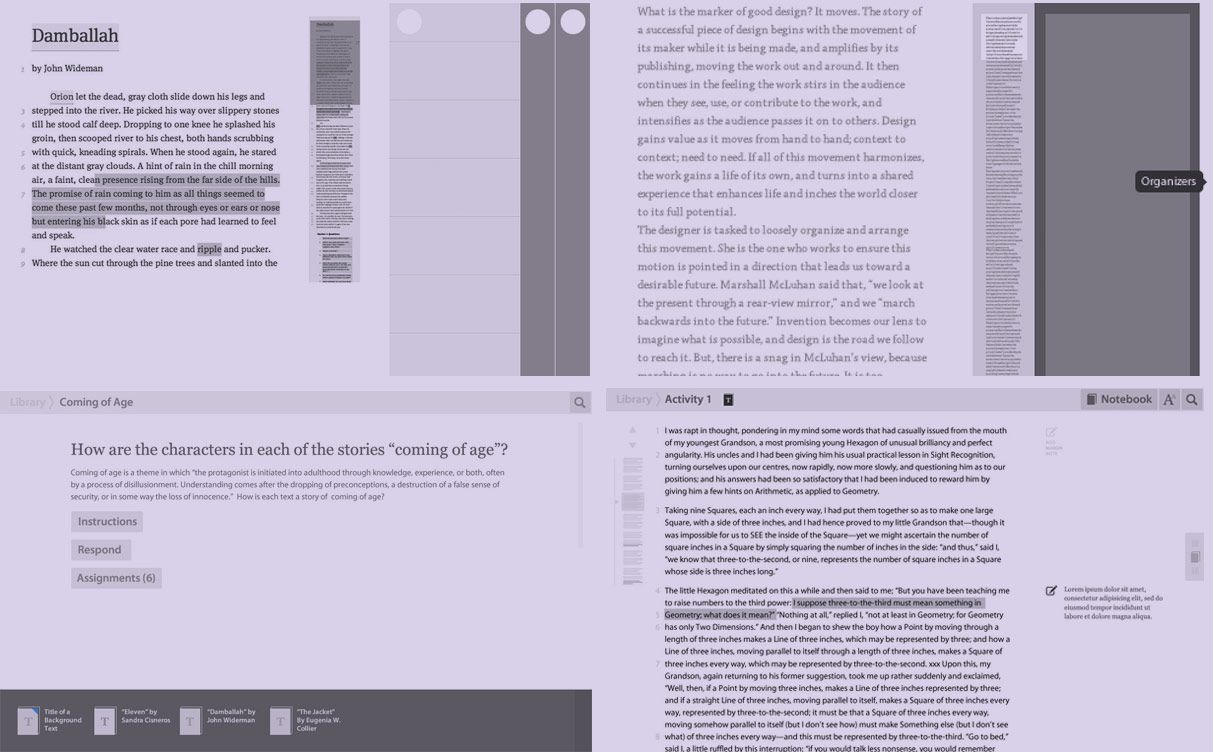 Damballah
1 by John Wideman
Orion let the dead, gray cloth slide down his legs and
3 stepped into the river. He picked his way over slippery stones
4 till he stood calf deep. Dropping to one knee he splashed his
groin, then scooped river to his chest, both hands scrubbing
5 with quick, kneading spirals. When he stood again, he stared
6 at the distant gray clouds. A hint of rain in the chill morning
air, a faint, clean presence rising from the far side of the hills.
7 The promise of rain coming to him as all things seemed to
come these past few months, not through eyes or ears or nose
but entering his black skin as if each pore had learned to feel
and speak.
8 He watched the clear water race and ripple and pucker.
9 Where the sun cut through the pine trees and slanted into the
What is the marker of good design? It moves. The story of
a successful piece of design begins with the movement of
its maker while it is being made, and amplifies by its
publishing, moving the work out and around. It then
continues in the feeling the work stirs in the audience
when they see, use, or contribute to the work, and
intensifies as the audience passes it on to others. Design
gains value as it moves from hand to hand; context to
context; need to need. If all of this movement harmonizes,
the work gains a life of its own, and turns into a shared
experience that enhances life and inches the world closer
to its full potential.
The designer is tasked to loosely organize and arrange
this movement. She is the one who works to ensure this
motion is pointed in a direction that leads us toward a
desirable future. Marshall McLuhan said that, “we look at
the present through a rear-view mirror,” and we “march
backwards into the future.” Invention becomes our lens to
imagine what is possible, and design is the road we follow
to reach it. But, there is a snag in McLuhan’s view, because
marching is no way to go into the future. It is too
Organizers
Library 〉 Coming of Age
How are the characters in each of the stories “coming of age”?
Coming of age is a theme in which “the protagonist is initiated into adulthood through knowledge, experience, or both, often
by a process of disillusionment. Understanding comes after the dropping of preconceptions, a destruction of a false sense of
security, or in some way the loss of innocence.” How is each text a story of coming of age?
Instructions
Respond
Assignments (6)
T Title of a
Background
Text
T “Eleven” by
Sandra Cisneros
T “Damballah” by
John Widerman
T “The Jacket”
By Eugenia W.
Collier
Library 〉 Activity 1 T
Notebook
A
1 I was rapt in thought, pondering in my mind some words that had casually issued from the mouth
of my youngest Grandson, a most promising young Hexagon of unusual brilliancy and perfect
2 angularity. His uncles and I had been giving him his usual practical lesson in Sight Recognition,
turning ourselves upon our centres, now rapidly, now more slowly, and questioning him as to our
positions; and his answers had been so satisfactory that I had been induced to reward him by
giving him a few hints on Arithmetic, as applied to Geometry.
3 Taking nine Squares, each an inch every way, I had put them together so as to make one large
Square, with a side of three inches, and I had hence proved to my little Grandson that—though it
was impossible for us to SEE the inside of the Square—yet we might ascertain the number of
square inches in a Square by simply squaring the number of inches in the side: “and thus,” said I,
“we know that three-to-the-second, or nine, represents the number of square inches in a Square
whose side is three inches long.”
4 The little Hexagon meditated on this a while and then said to me; “But you have been teaching me
to raise numbers to the third power: I suppose three-to-the-third must mean something in
5 Geometry; what does it mean?” “Nothing at all,” replied I, “not at least in Geometry; for Geometry
6 has only Two Dimensions.” And then I began to shew the boy how a Point by moving through a
length of three inches makes a Line of three inches, which may be represented by three; and how a
Line of three inches, moving parallel to itself through a length of three inches, makes a Square of
7 three inches every way, which may be represented by three-to-the-second. xxx Upon this, my
Grandson, again returning to his former suggestion, took me up rather suddenly and exclaimed,
“Well, then, if a Point by moving three inches, makes a Line of three inches represented by three;
and if a straight Line of three inches, moving parallel to itself, makes a Square of three inches every
way, represented by three-to-the-second; it must be that a Square of three inches every way,
moving somehow parallel to itself (but I don’t see how) must make Something else (but I don’t see
8 what) of three inches every way—and this must be represented by three-to-the-third.” “Go to bed,”
said I, a little ruffled by this interruption: “if you would talk less nonsense, you would remember
Lorem ipsum dolor sit amet,
consectetur adipisicing elit, sed do
eiusmod tempor incididunt ut
labore et dolore magna aliqua.